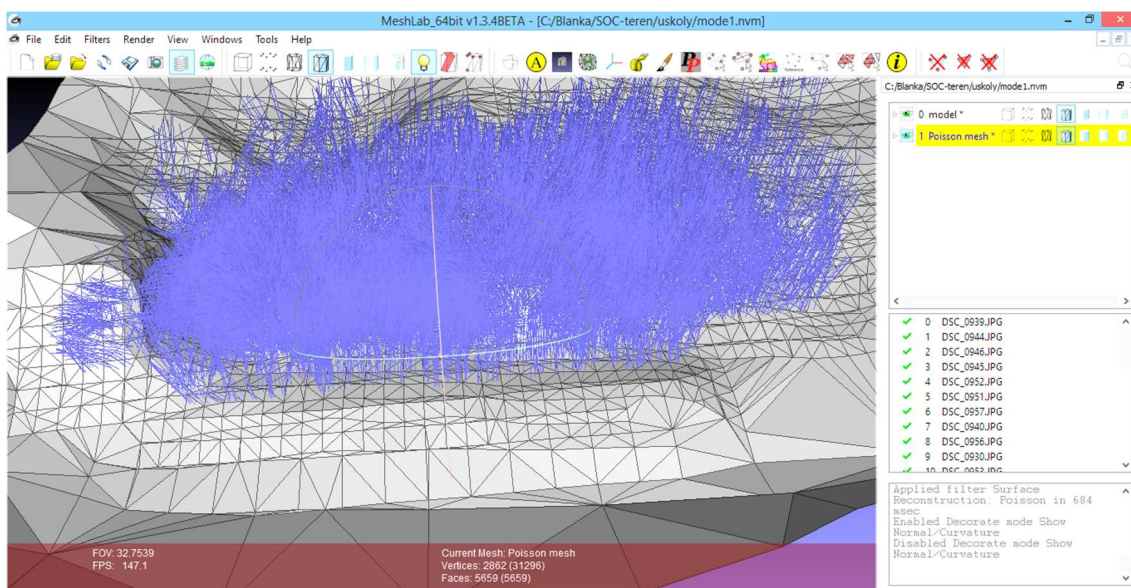 MeshLab_64bit v1.3.4BETA - [C:/Blanka/SOC-teren/uskoly/mode1.nvm]
File Edit Filters Render View Windows Tools Help
C:/Blanka/SOC-teren/uskoly/mode1.nvm
0 model *
1 Poisson mesh *
0 DSC_0939.JPG
1 DSC_0944.JPG
2 DSC_0946.JPG
3 DSC_0945.JPG
4 DSC_0952.JPG
5 DSC_0951.JPG
6 DSC_0957.JPG
7 DSC_0940.JPG
8 DSC_0956.JPG
9 DSC_0930.JPG
10 DSC_0953.JPG
Applied filter Surface
Reconstruction: Poisson in 684
msec
Enabled Decorate mode Show
Normal/Curvature
Disabled Decorate mode Show
Normal/Curvature
FOV: 32.7539
FPS: 147.1
Current Mesh: Poisson mesh
Vertices: 2862 (31296)
Faces: 5659 (5659)